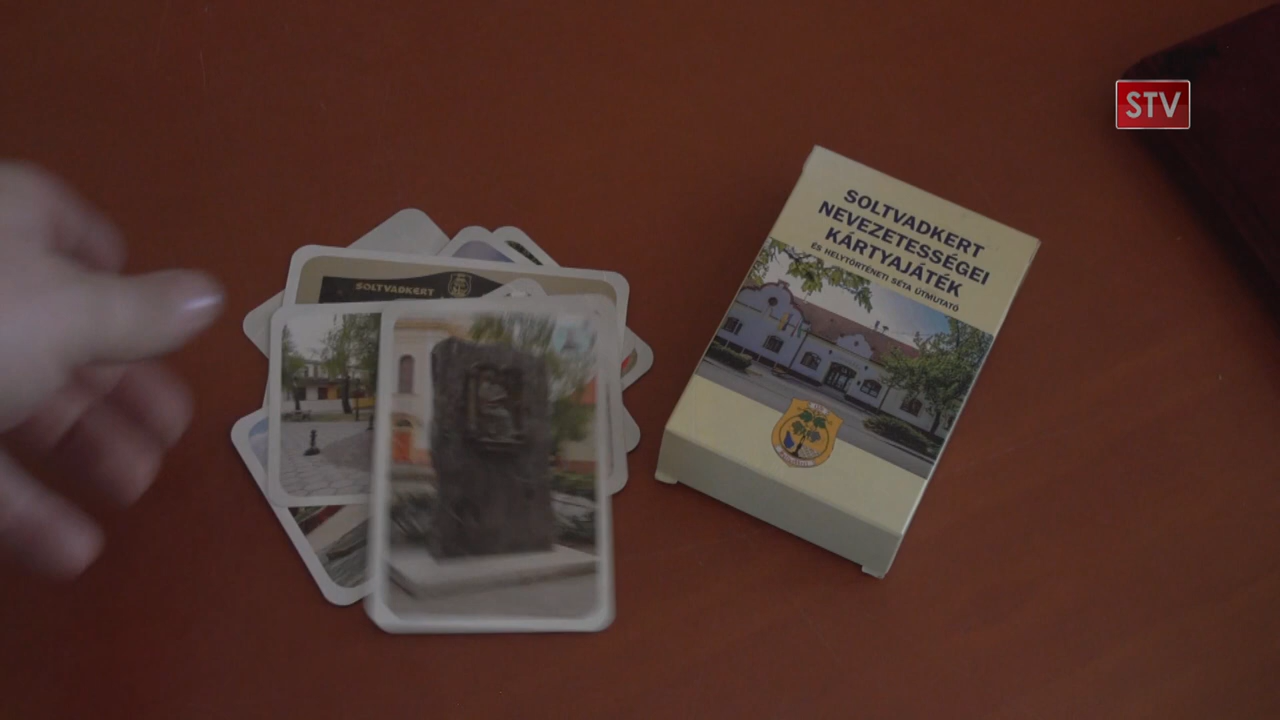 STV
SOLTVADKERT
NEVEZETESSÉGEI
KÁRTYAJÁTÉK
ÉS HELYTÖRTÉNETI SÉTA ÚTMUTATÓ
SOLTVADKERT